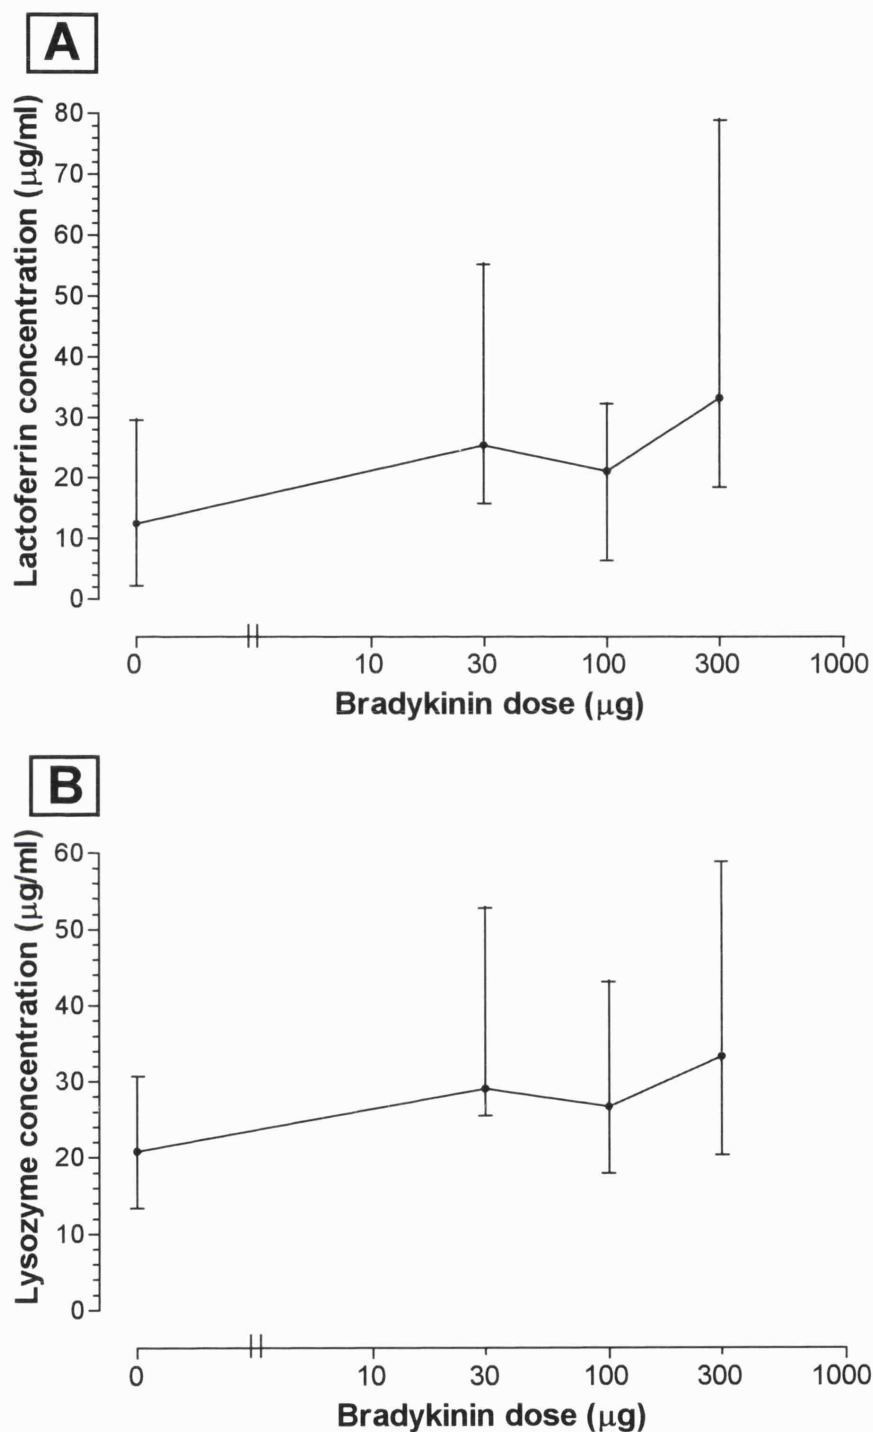 A
Lactoferrin concentration (μg/ml)
80
70
60
50
40
30
20
10
0
0 10 30 100 300 1000
Bradykinin dose (μg)
B
Lysozyme concentration (μg/ml)
60
50
40
30
20
10
0
0 10 30 100 300 1000
Bradykinin dose (μg)